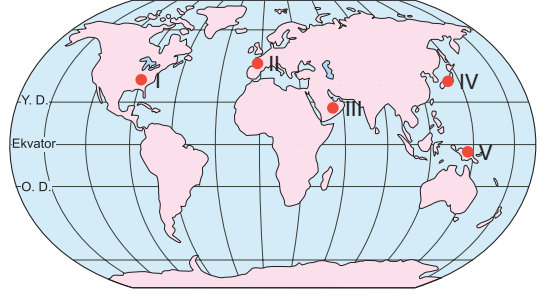 II
I
IV
Y. D.
III
Ekvator
V
O. D.